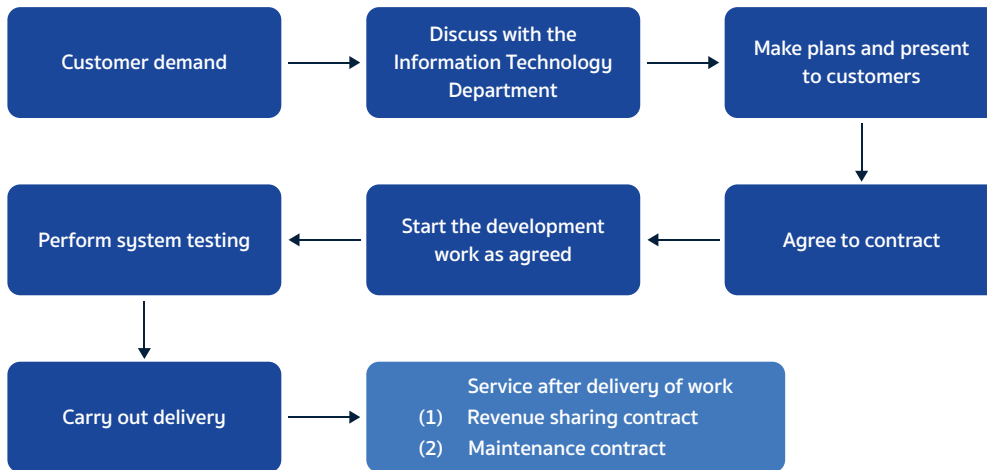 Customer demand
Discuss with the
Information Technology
Department
Make plans and present
to customers
Agree to contract
Start the development
work as agreed
Perform system testing
Carry out delivery
Service after delivery of work
(1) Revenue sharing contract
(2) Maintenance contract